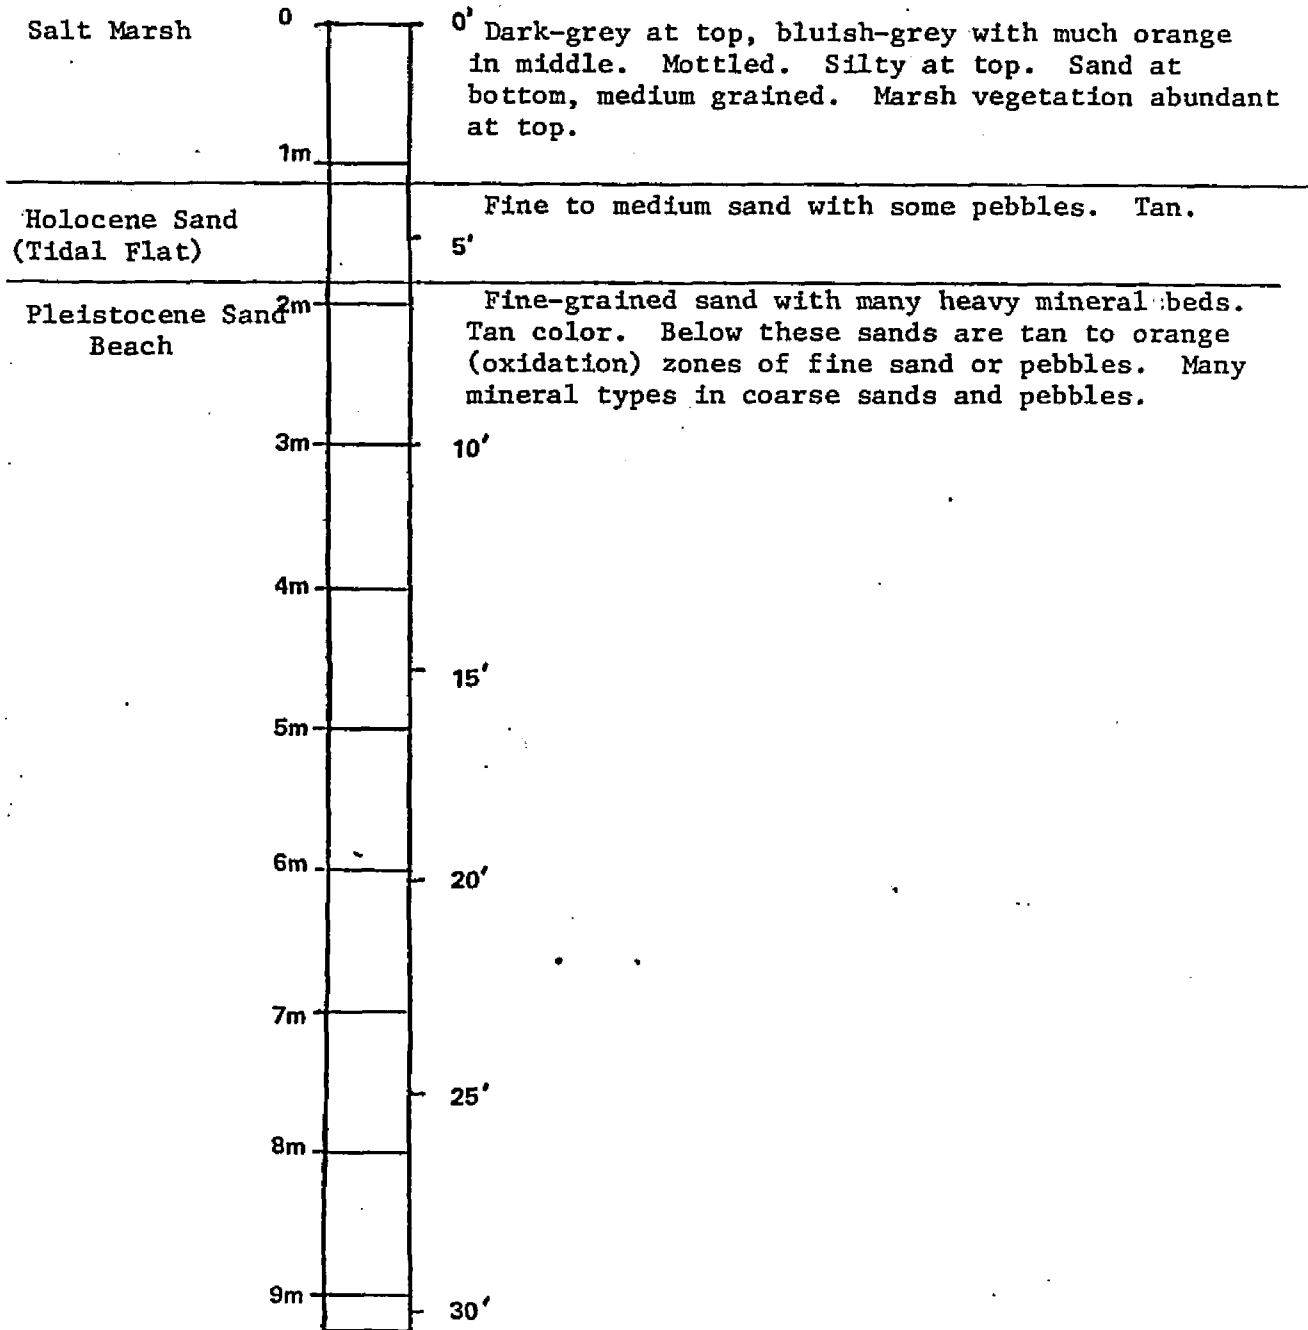 Salt Marsh
0
0'
Dark-grey at top, bluish-grey with much orange
in middle. Mottled. Silty at top. Sand at
bottom, medium grained. Marsh vegetation abundant
at top.
1m
Holocene Sand
(Tidal Flat)
Fine to medium sand with some pebbles. Tan.
5'
2m
Pleistocene Sand
Beach
Fine-grained sand with many heavy mineral beds.
Tan color. Below these sands are tan to orange
(oxidation) zones of fine sand or pebbles. Many
mineral types in coarse sands and pebbles.
3m
10'
4m
15'
5m
6m
20'
7m
25'
8m
9m
30'